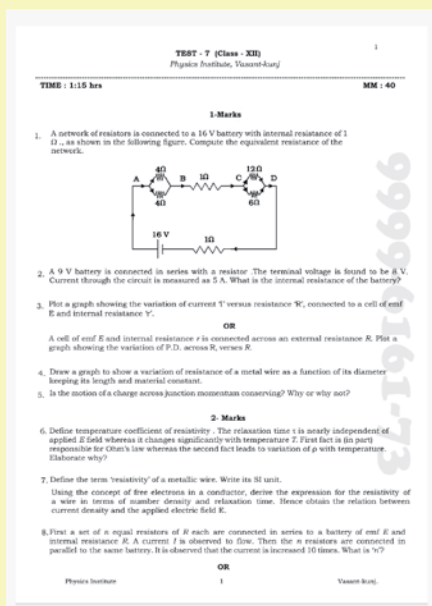 1
TEST - 7 (Class - XII)
Physics Institute, Vasant-kunj
TIME : 1:15 hrs MM : 40
1-Marks
1. A network of resistors is connected to a 16 V battery with internal resistance of 1
Ω ., as shown in the following figure. Compute the equivalent resistance of the
network.
4Ω 12Ω
A B 1Ω C D
4Ω 6Ω
16 V 1Ω
2. A 9 V battery is connected in series with a resistor .The terminal voltage is found to be 8 V.
Current through the circuit is measured as 5 A. What is the internal resistance of the battery?
3. Plot a graph showing the variation of current 'I' versus resistance 'R', connected to a cell of emf
E and internal resistance 'r'.
OR
A cell of emf E and internal resistance r is connected across an external resistance R. Plot a
graph showing the variation of P.D. across R, verses R.
4. Draw a graph to show a variation of resistance of a metal wire as a function of its diameter
keeping its length and material constant.
5. Is the motion of a charge across junction momentum conserving? Why or why not?
2- Marks
6. Define temperature coefficient of resistivity . The relaxation time τ is nearly independent of
applied E field whereas it changes significantly with temperature T. First fact is (in part)
responsible for Ohm's law whereas the second fact leads to variation of ρ with temperature.
Elaborate why?
7. Define the term 'resistivity' of a metallic wire. Write its SI unit.
Using the concept of free electrons in a conductor, derive the expression for the resistivity of
a wire in terms of number density and relaxation time. Hence obtain the relation between
current density and the applied electric field E.
8. First a set of n equal resistors of R each are connected in series to a battery of emf E and
internal resistance R. A current I is observed to flow. Then the n resistors are connected in
parallel to the same battery. It is observed that the current is increased 10 times. What is 'n'?
OR
Physics Institute 1 Vasant-kunj.